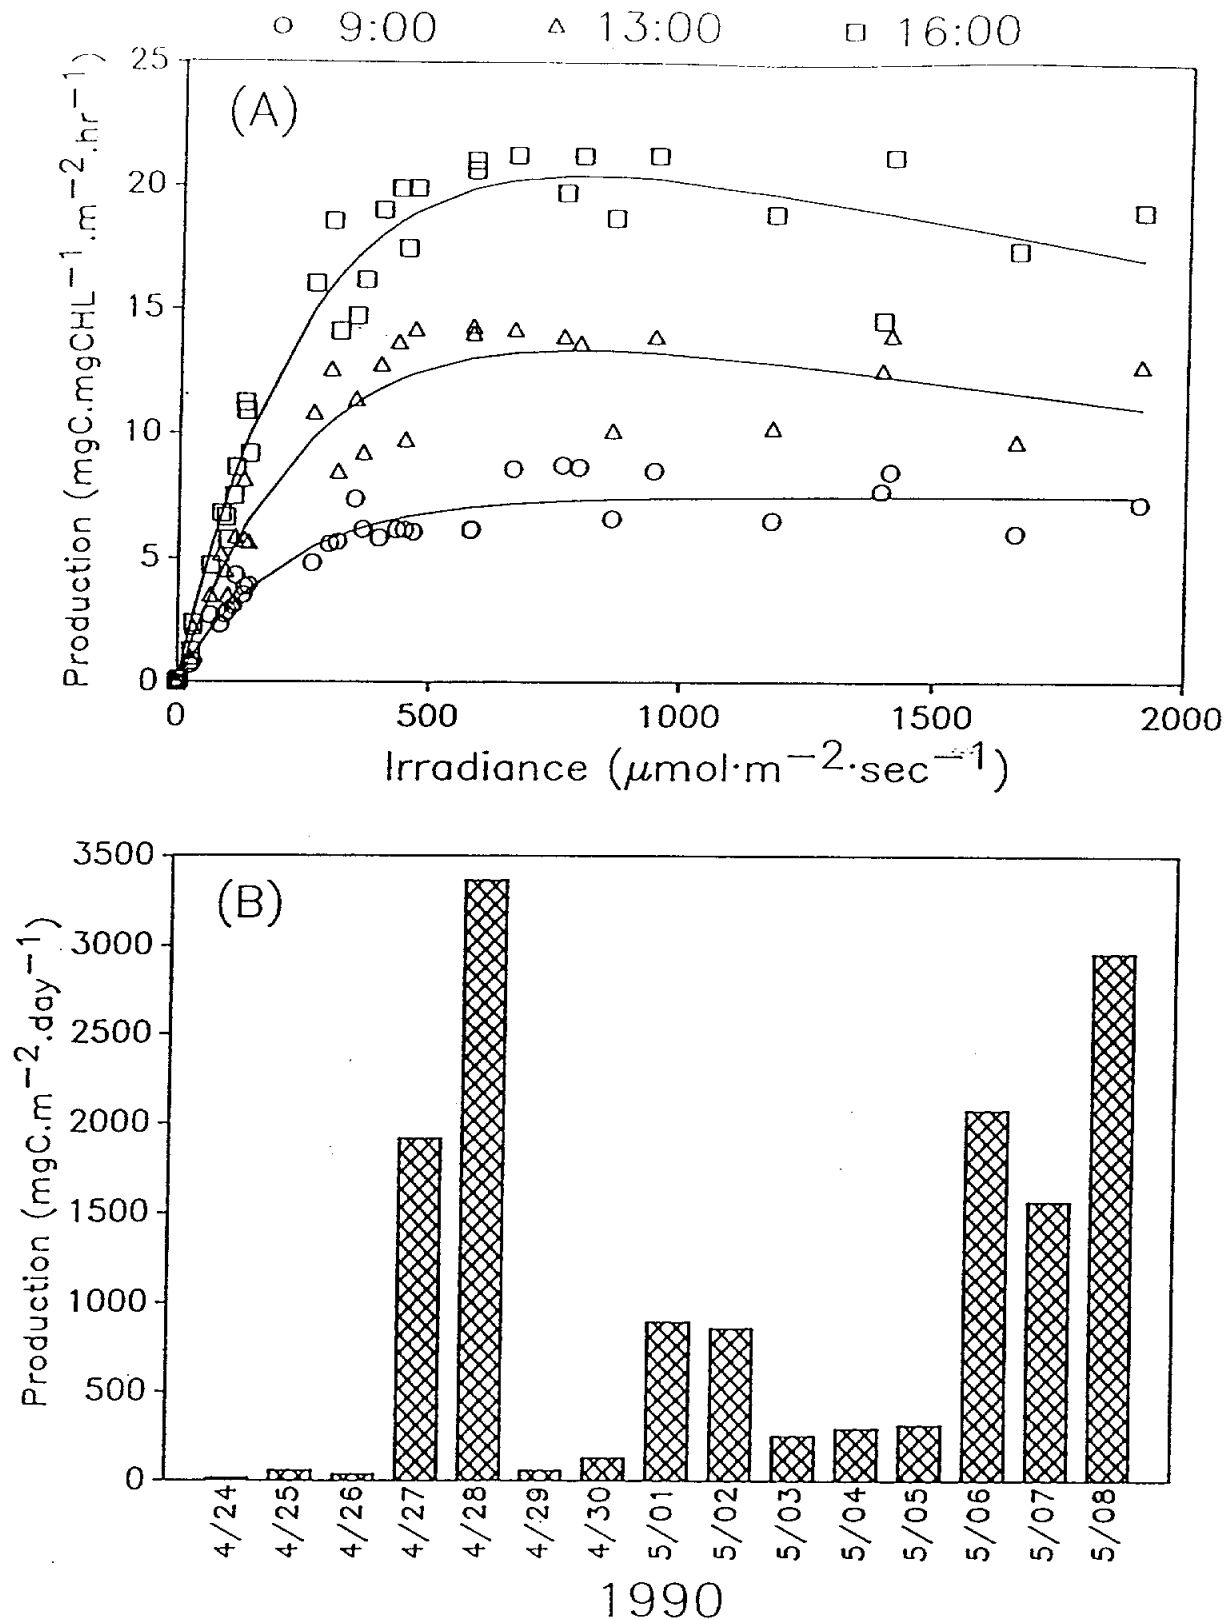 ○ 9:00 △ 13:00 □ 16:00
(A)
Production (mgC.mgCHL⁻¹.m⁻².hr⁻¹)
25
20
15
10
5
0
0 500 1000 1500 2000
Irradiance (μmol·m⁻²·sec⁻¹)
(B)
Production (mgC.m⁻².day⁻¹)
3500
3000
2500
2000
1500
1000
500
0
4/24 4/25 4/26 4/27 4/28 4/29 4/30 5/01 5/02 5/03 5/04 5/05 5/06 5/07 5/08
1990